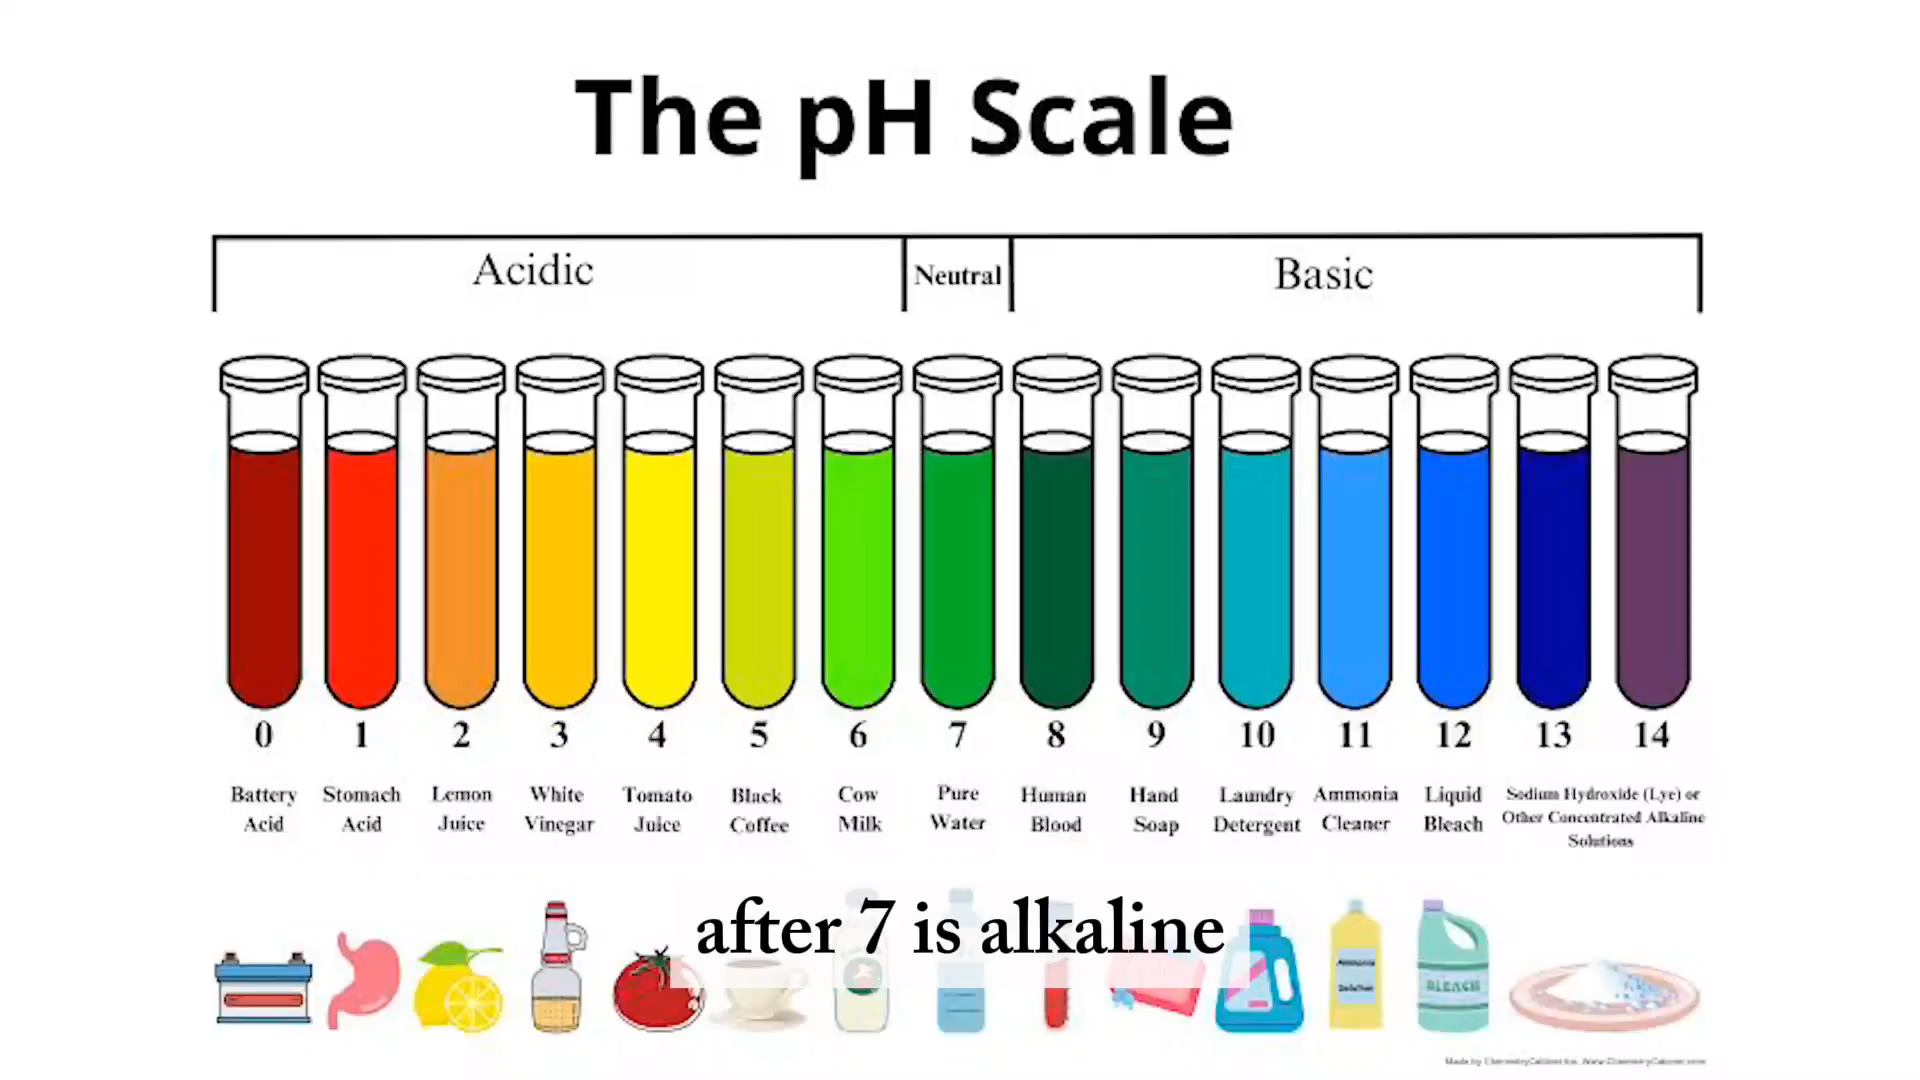 The pH Scale
Acidic
Neutral
Basic
0 1 2 3 4 5 6 7 8 9 10 11 12 13 14
Battery Acid
Stomach Acid
Lemon Juice
White Vinegar
Tomato Juice
Black Coffee
Cow Milk
Pure Water
Human Blood
Hand Soap
Laundry Detergent
Ammonia Cleaner
Liquid Bleach
Sodium Hydroxide (Lye) or
Other Concentrated Alkaline
Solutions
after 7 is alkaline
Ammonia
Solution
BLEACH